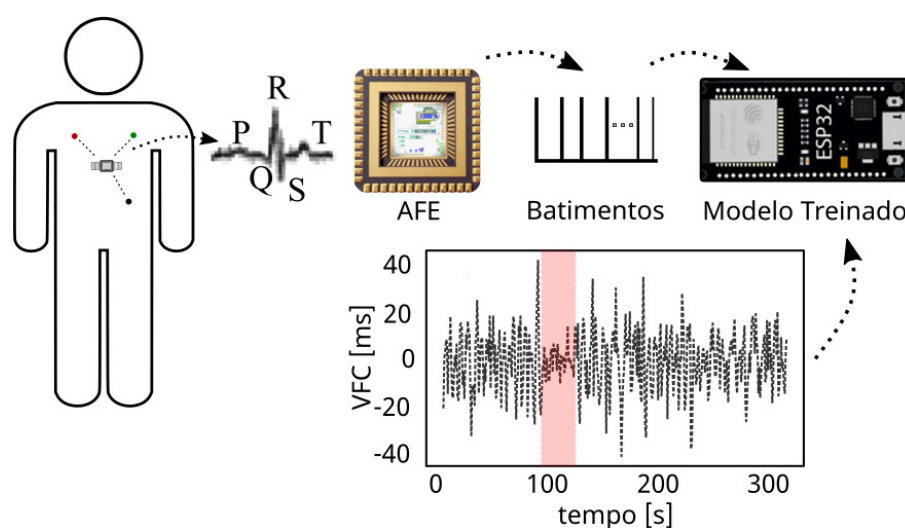 R
P
T
Q
S
ESP32
AFE
Batimentos
Modelo Treinado
VFC [ms]
40
20
0
-20
-40
0
100
200
300
tempo [s]